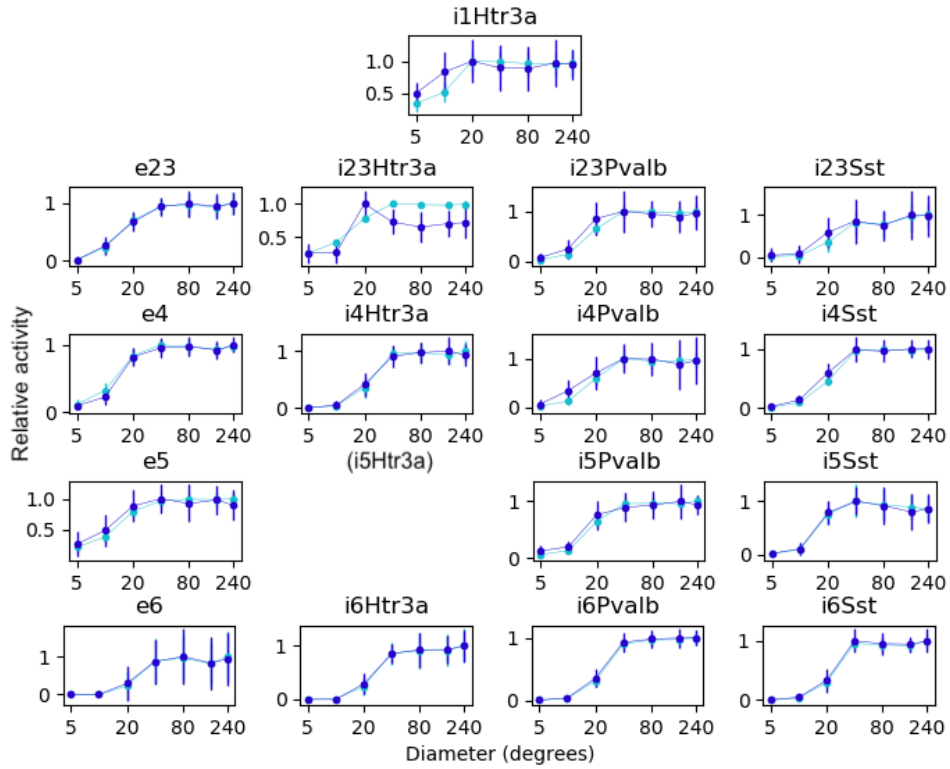 i1Htr3a
1.0
0.5
5 20 80 240
e23 i23Htr3a i23Pvalb i23Sst
1 1.0 1 1
0 0.5 0 0
5 20 80 240 5 20 80 240 5 20 80 240 5 20 80 240
Relative activity
e4 i4Htr3a i4Pvalb i4Sst
1 1 1 1
0 0 0 0
5 20 80 240 5 20 80 240 5 20 80 240 5 20 80 240
(i5Htr3a)
e5 i5Pvalb i5Sst
1.0 1 1
0.5 0 0
5 20 80 240 5 20 80 240 5 20 80 240
e6 i6Htr3a i6Pvalb i6Sst
1 1 1 1
0 0 0 0
5 20 80 240 5 20 80 240 5 20 80 240 5 20 80 240
Diameter (degrees)